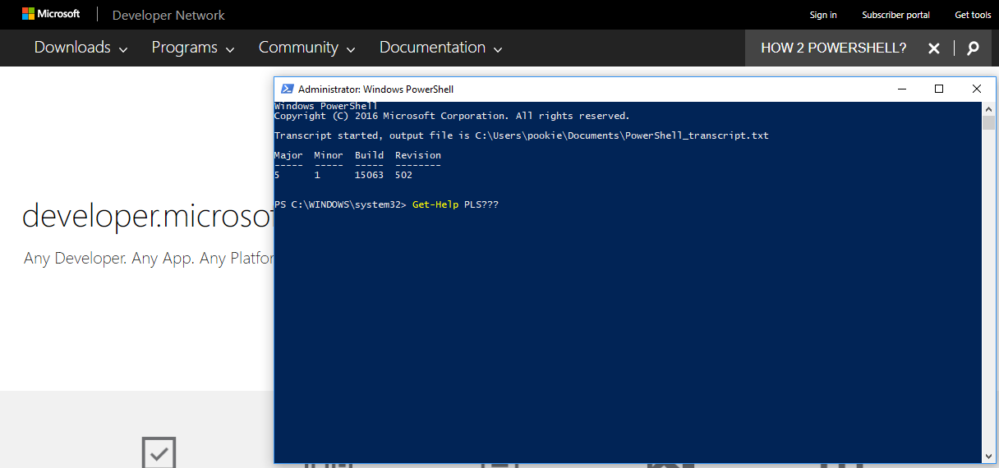 Microsoft Developer Network Sign in Subscriber portal Get tools
Downloads Programs Community Documentation HOW 2 POWERSHELL?
Administrator: Windows PowerShell
Windows PowerShell
Copyright (C) 2016 Microsoft Corporation. All rights reserved.
Transcript started, output file is C:\Users\pookie\Documents\PowerShell_transcript.txt
Major Minor Build Revision
----- ----- ----- --------
5 1 15063 502
PS C:\WINDOWS\system32> Get-Help PLS???
developer.microsof
Any Developer. Any App. Any Platfor